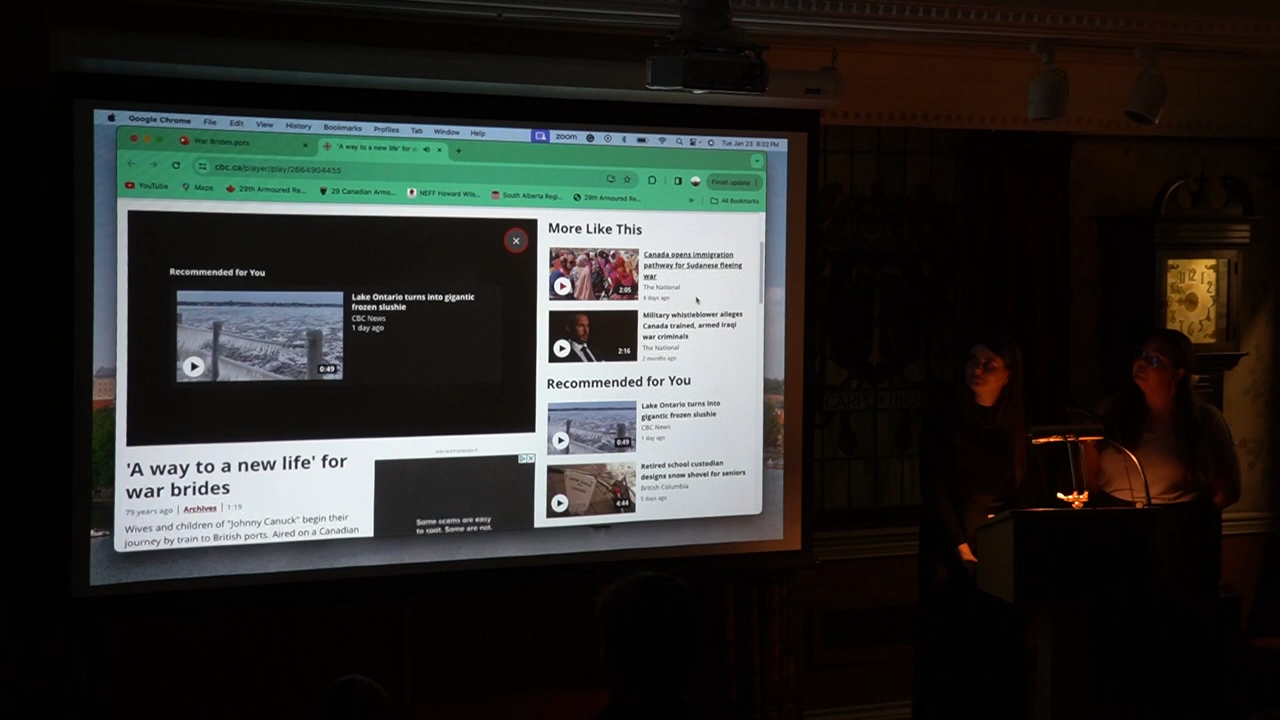 Google Chrome File Edit View History Bookmarks Profiles Tab Window Help zoom Tue Jan 23 8:02 PM
War Brides.pptx
'A way to a new life' for
cbc.ca/player/play/2664904455
Finish update
YouTube Maps 29th Armoured Re... 29 Canadian Armo... NEFF Howard Wils... South Alberta Regi... 29th Armoured Re... » All Bookmarks
Recommended for You
Lake Ontario turns into gigantic
frozen slushie
CBC News
1 day ago
0:49
'A way to a new life' for
war brides
79 years ago | Archives | 1:19
Wives and children of "Johnny Canuck" begin their
journey by train to British ports. Aired on a Canadian
ADVERTISEMENT
Some scams are easy
to spot. Some are not.
More Like This
Canada opens immigration
pathway for Sudanese fleeing
war
The National
8 days ago
2:05
Military whistleblower alleges
Canada trained, armed Iraqi
war criminals
The National
2 months ago
2:16
Recommended for You
Lake Ontario turns into
gigantic frozen slushie
CBC News
1 day ago
0:49
Retired school custodian
designs snow shovel for seniors
British Columbia
5 days ago
4:44